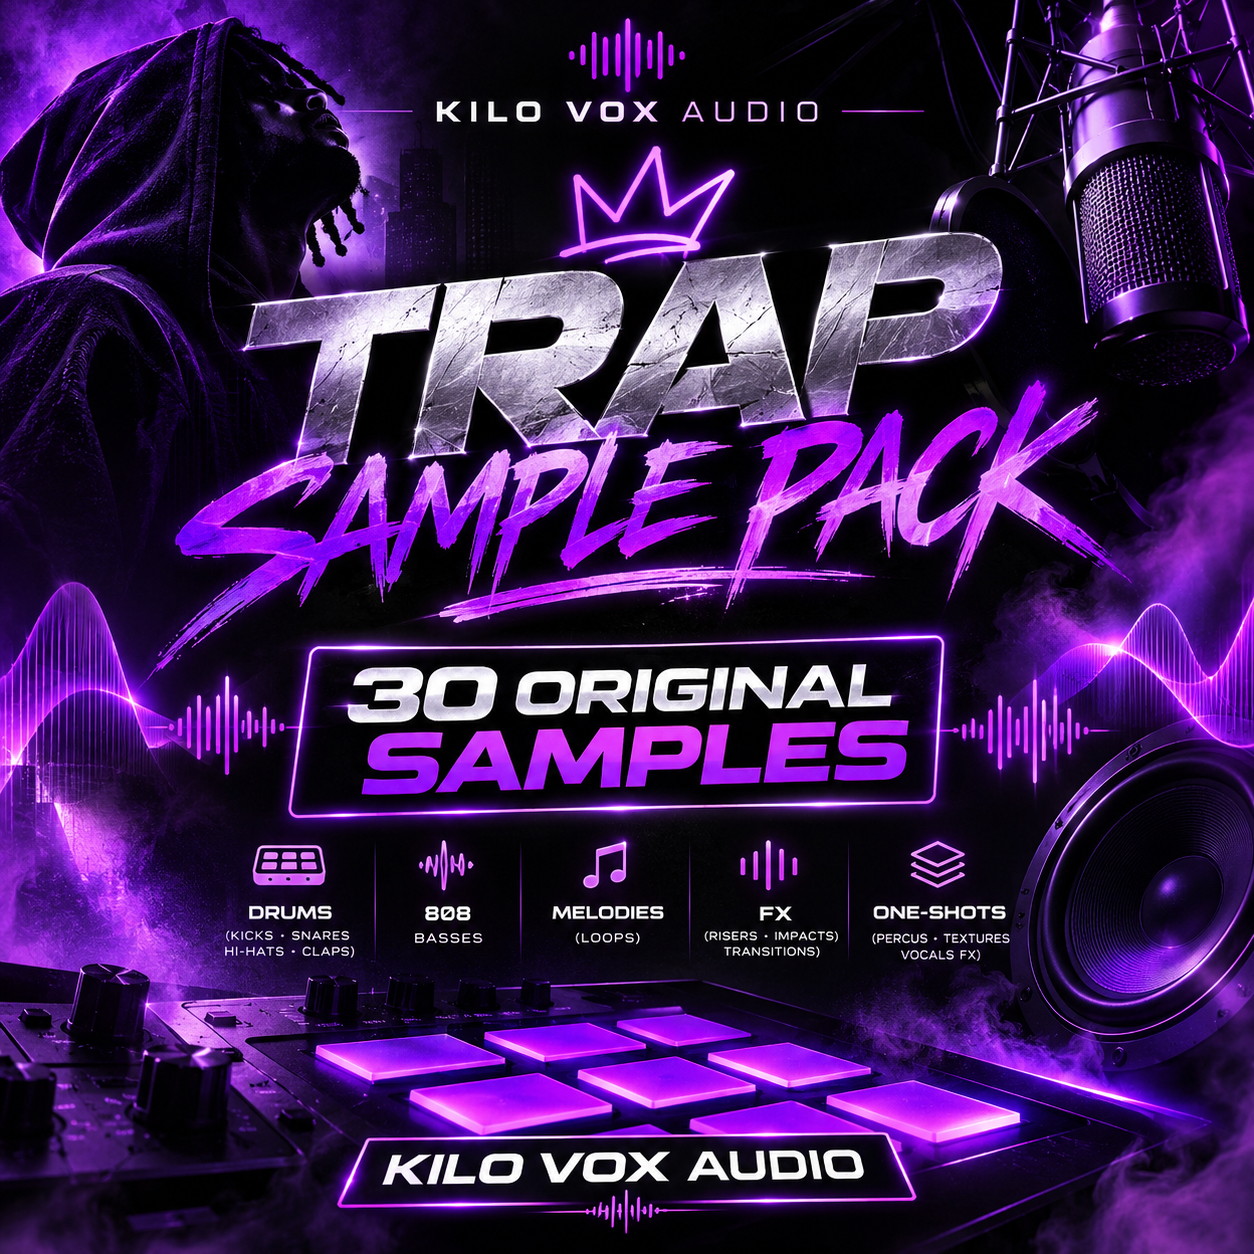 KILO VOX AUDIO
TRAP
SAMPLE PACK
30 ORIGINAL
SAMPLES
DRUMS
(KICKS • SNARES
HI-HATS • CLAPS)
808
BASSES
MELODIES
(LOOPS)
FX
(RISERS • IMPACTS)
TRANSITIONS)
ONE-SHOTS
(PERCUS • TEXTURES
VOCALS FX)
KILO VOX AUDIO